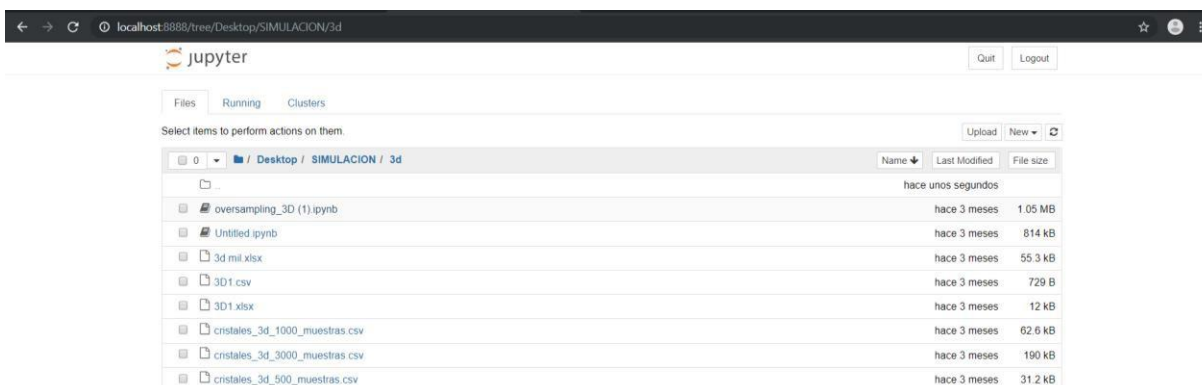 localhost:8888/tree/Desktop/SIMULACION/3d
jupyter Quit Logout
Files Running Clusters
Select items to perform actions on them. Upload New
0 / Desktop / SIMULACION / 3d Name Last Modified File size
.. hace unos segundos
oversampling_3D (1).ipynb hace 3 meses 1.05 MB
Untitled.ipynb hace 3 meses 814 kB
3d mil.xlsx hace 3 meses 55.3 kB
3D1.csv hace 3 meses 729 B
3D1.xlsx hace 3 meses 12 kB
cristales_3d_1000_muestras.csv hace 3 meses 62.6 kB
cristales_3d_3000_muestras.csv hace 3 meses 190 kB
cristales_3d_500_muestras.csv hace 3 meses 31.2 kB